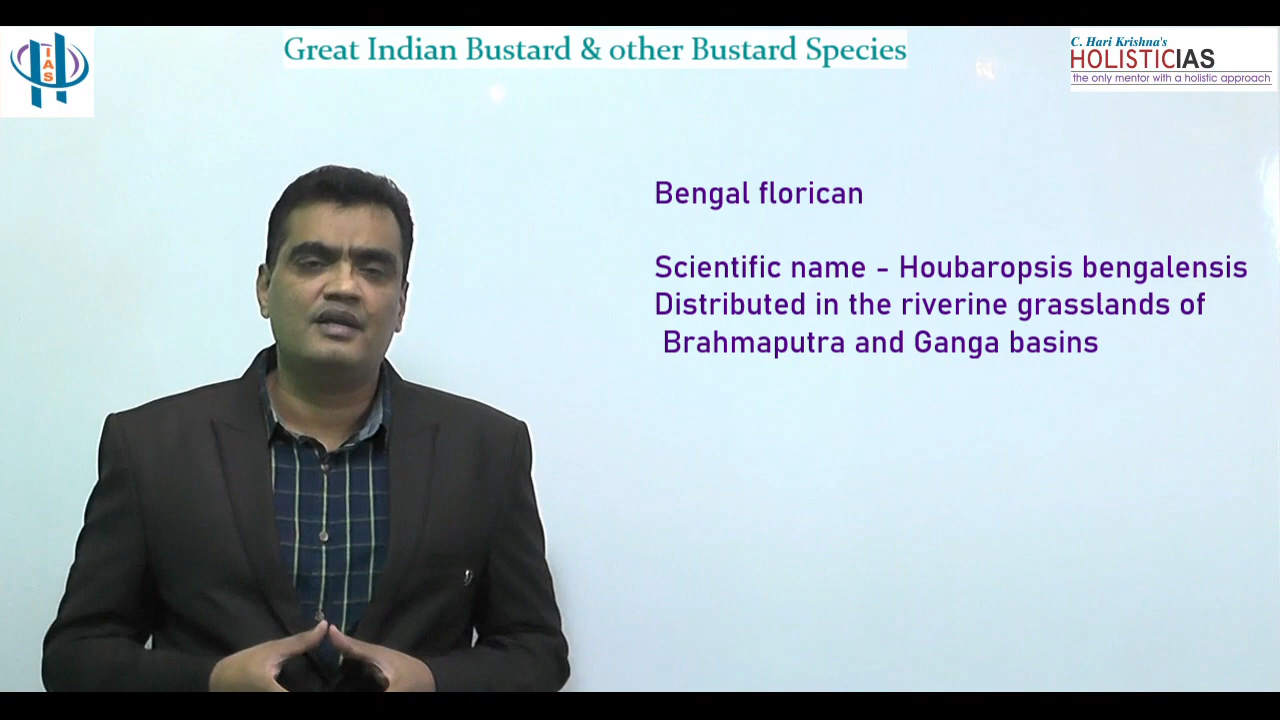 IAS
Great Indian Bustard & other Bustard Species
C. Hari Krishna's
HOLISTICIAS
the only mentor with a holistic approach
Bengal florican
Scientific name - Houbaropsis bengalensis
Distributed in the riverine grasslands of
Brahmaputra and Ganga basins